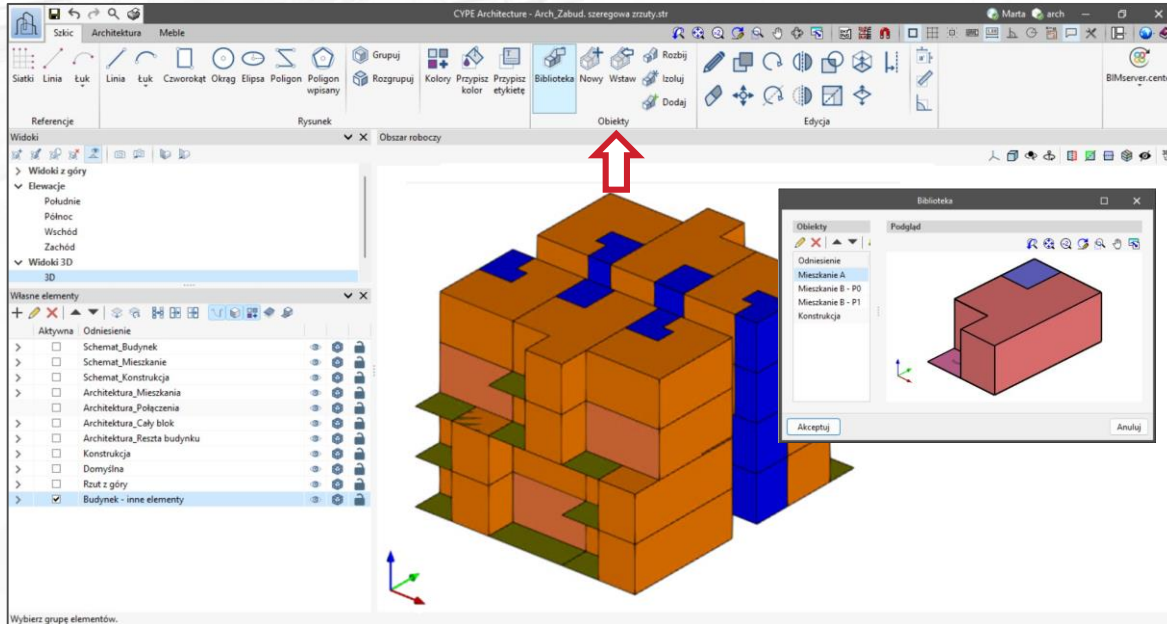 CYPE Architecture - Arch_Zabud. szeregowa zrzuty.str
Marta arch
Szkic Architektura Meble
Siatki Linia Łuk
Referencje
Linia Łuk Czworokąt Okrąg Elipsa Poligon Poligon wpisany
Grupuj
Rozgrupuj
Rysunek
Kolory Przypisz kolor Przypisz etykietę
Biblioteka Nowy Wstaw
Rozbij
Izoluj
Dodaj
Obiekty
Edycja
BIMserver.cent
Widoki
Widoki z góry
Elewacje
Południe
Północ
Wschód
Zachód
Widoki 3D
3D
Własne elementy
Aktywna Odniesienie
Schemat_Budynek
Schemat_Mieszkanie
Schemat_Konstrukcja
Architektura_Mieszkania
Architektura_Połączenia
Architektura_Cały blok
Architektura_Reszta budynku
Konstrukcja
Domyślna
Rzut z góry
Budynek - inne elementy
Wybierz grupę elementów.
Obszar roboczy
Biblioteka
Obiekty
Podgląd
Odniesienie
Mieszkanie A
Mieszkanie B - P0
Mieszkanie B - P1
Konstrukcja
Akceptuj
Anuluj